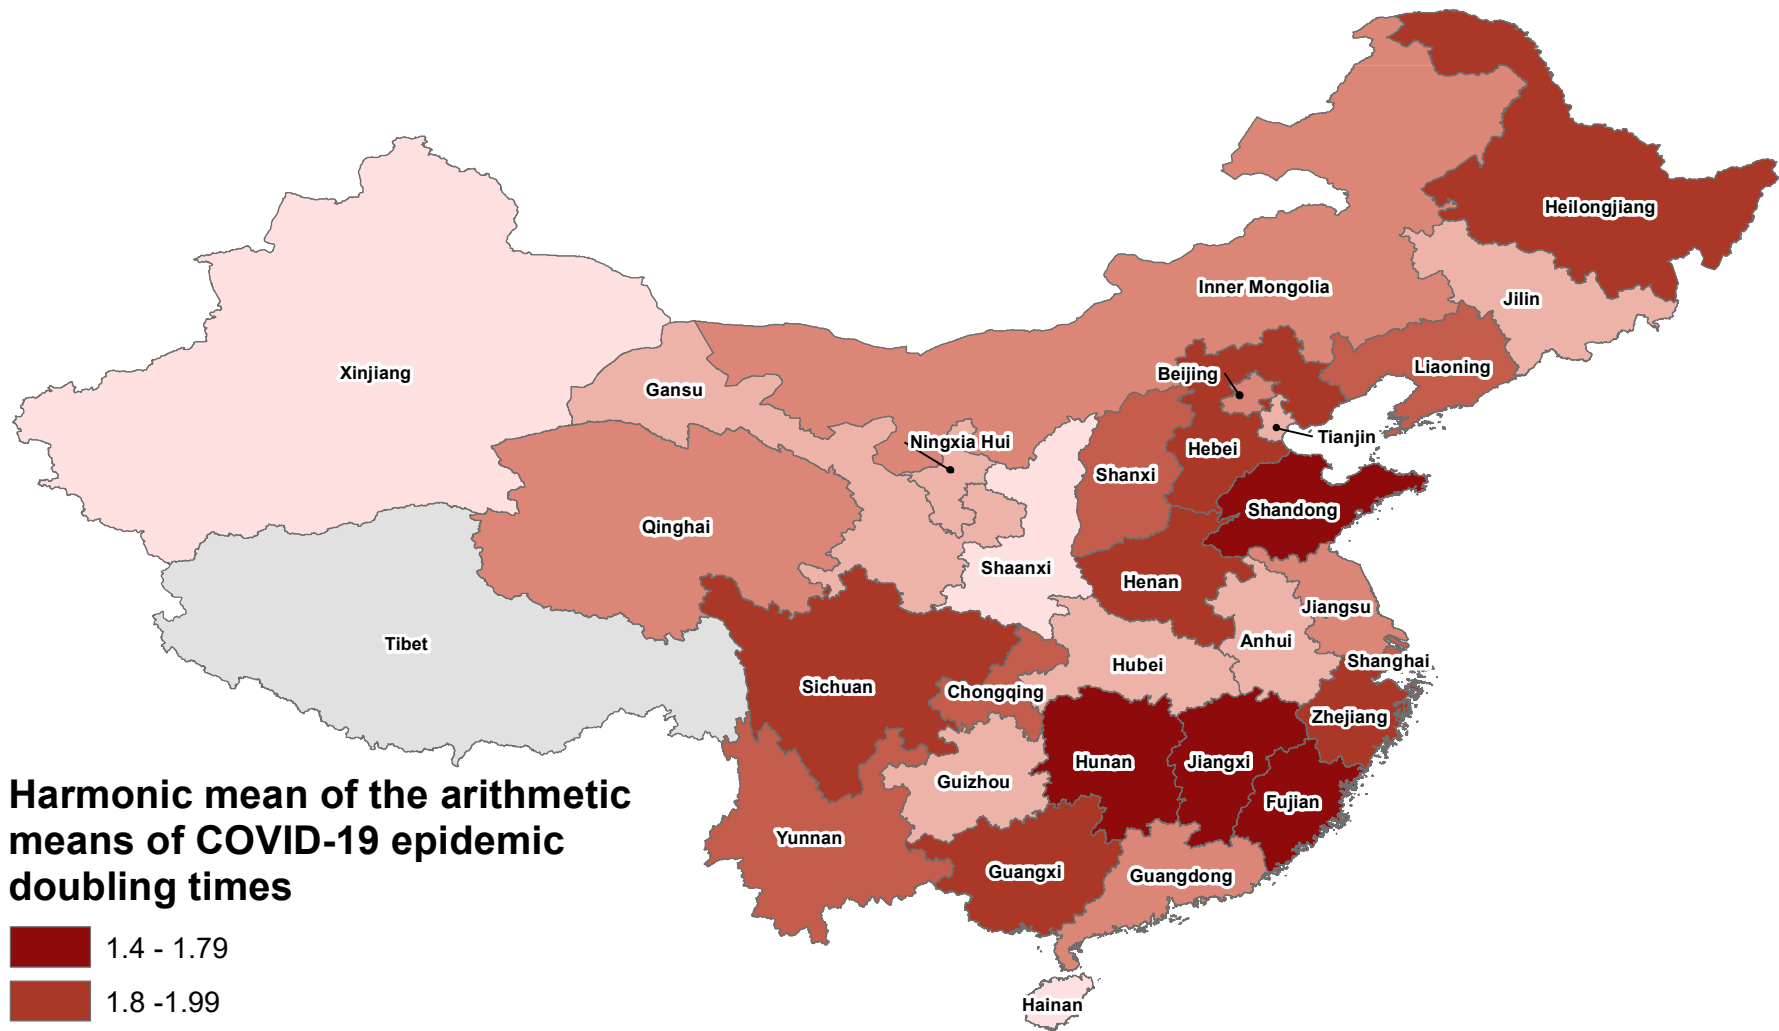 Heilongjiang
Inner Mongolia
Jilin
Xinjiang
Beijing
Liaoning
Gansu
Ningxia Hui
Tianjin
Hebei
Shanxi
Shandong
Qinghai
Shaanxi
Henan
Jiangsu
Tibet
Anhui
Hubei
Shanghai
Sichuan
Chongqing
Zhejiang
Hunan
Jiangxi
Guizhou
Fujian
Yunnan
Guangxi
Guangdong
Hainan
Harmonic mean of the arithmetic
means of COVID-19 epidemic
doubling times
1.4 - 1.79
1.8 -1.99